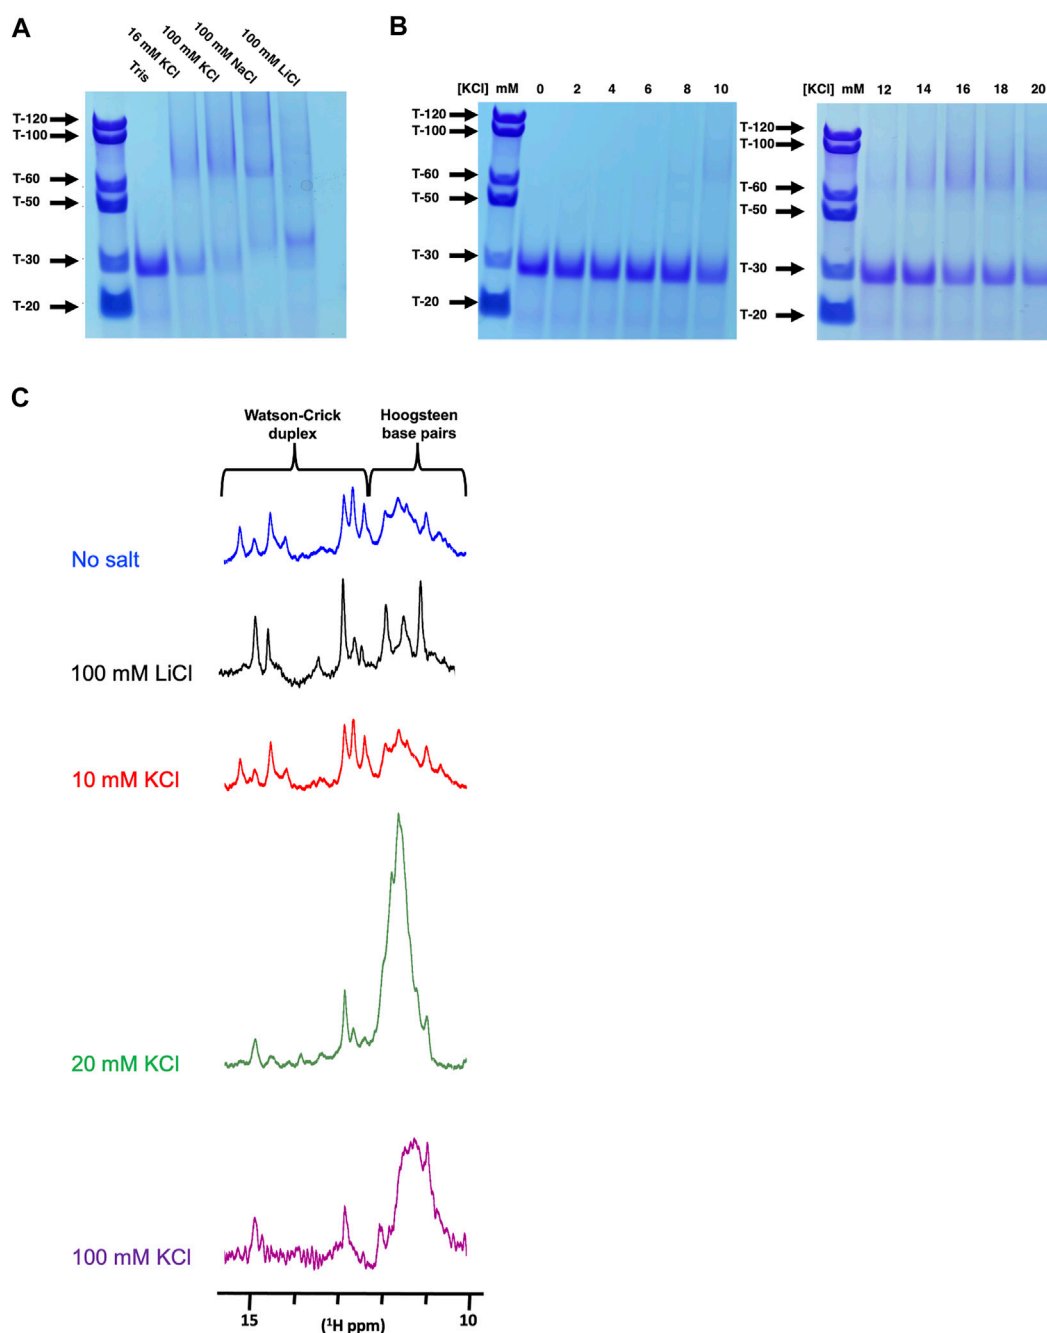 A
Tris
16 mM KCl
100 mM KCl
100 mM NaCl
100 mM LiCl
T-120
T-100
T-60
T-50
T-30
T-20
B
[KCl] mM 0 2 4 6 8 10
T-120
T-100
T-60
T-50
T-30
T-20
[KCl] mM 12 14 16 18 20
T-120
T-100
T-60
T-50
T-30
T-20
C
Watson-Crick
duplex
Hoogsteen
base pairs
No salt
100 mM LiCl
10 mM KCl
20 mM KCl
100 mM KCl
15 10
(¹H ppm)